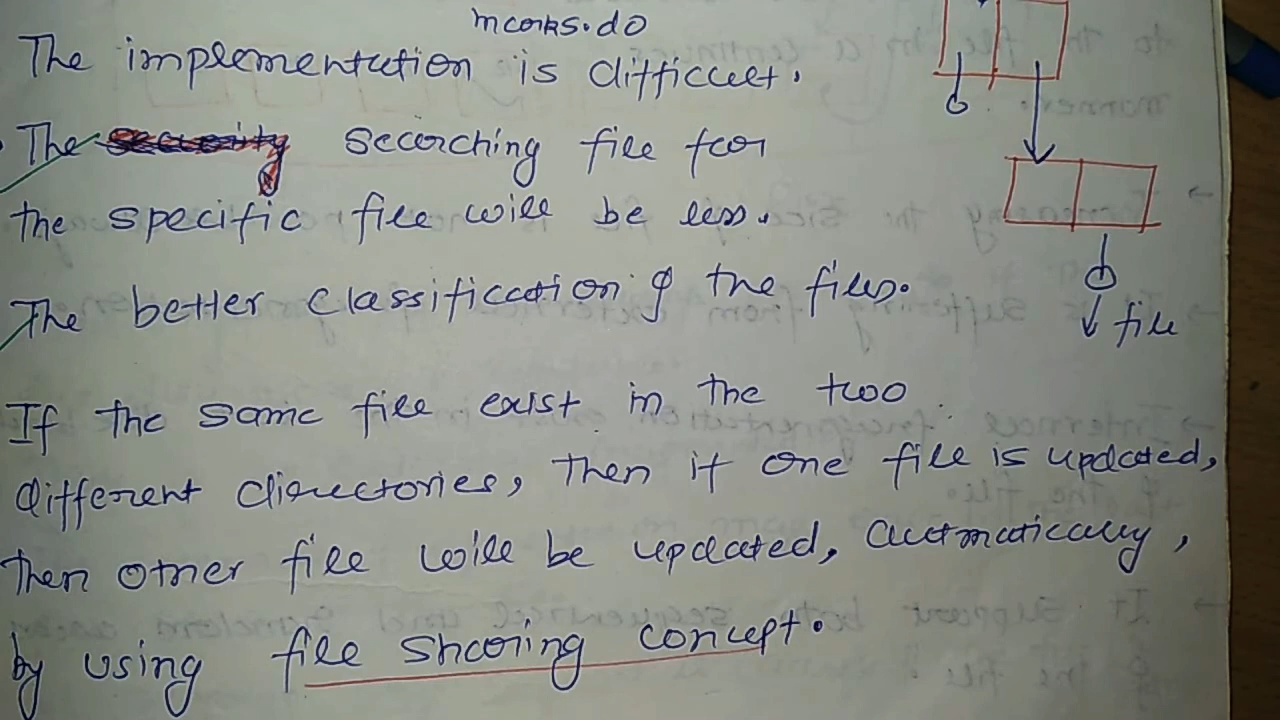 mcorks.do
The implementation is difficult.
The searching file for
the specific file will be less.
The better classification of the files.
file
If the same file exist in the two
different directories, then if one file is updated,
then other file will be updated, automatically,
by using file sharing concept.